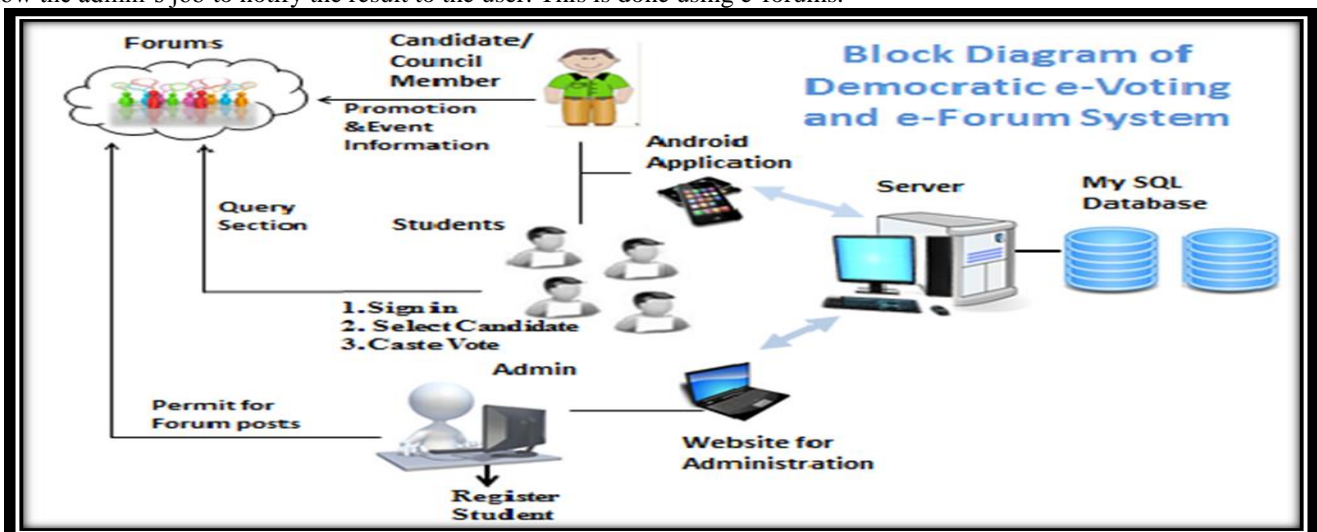 the admin's job to notify the result to the user. This is done using e-forums.
Forums
Candidate/
Council
Member
Promotion
&Event
Information
Block Diagram of
Democratic e-Voting
and e-Forum System
Android
Application
Server
My SQL
Database
Query
Section
Students
1.Sign in
2. Select Candidate
3.Caste Vote
Admin
Permit for
Forum posts
Website for
Administration
Register
Student